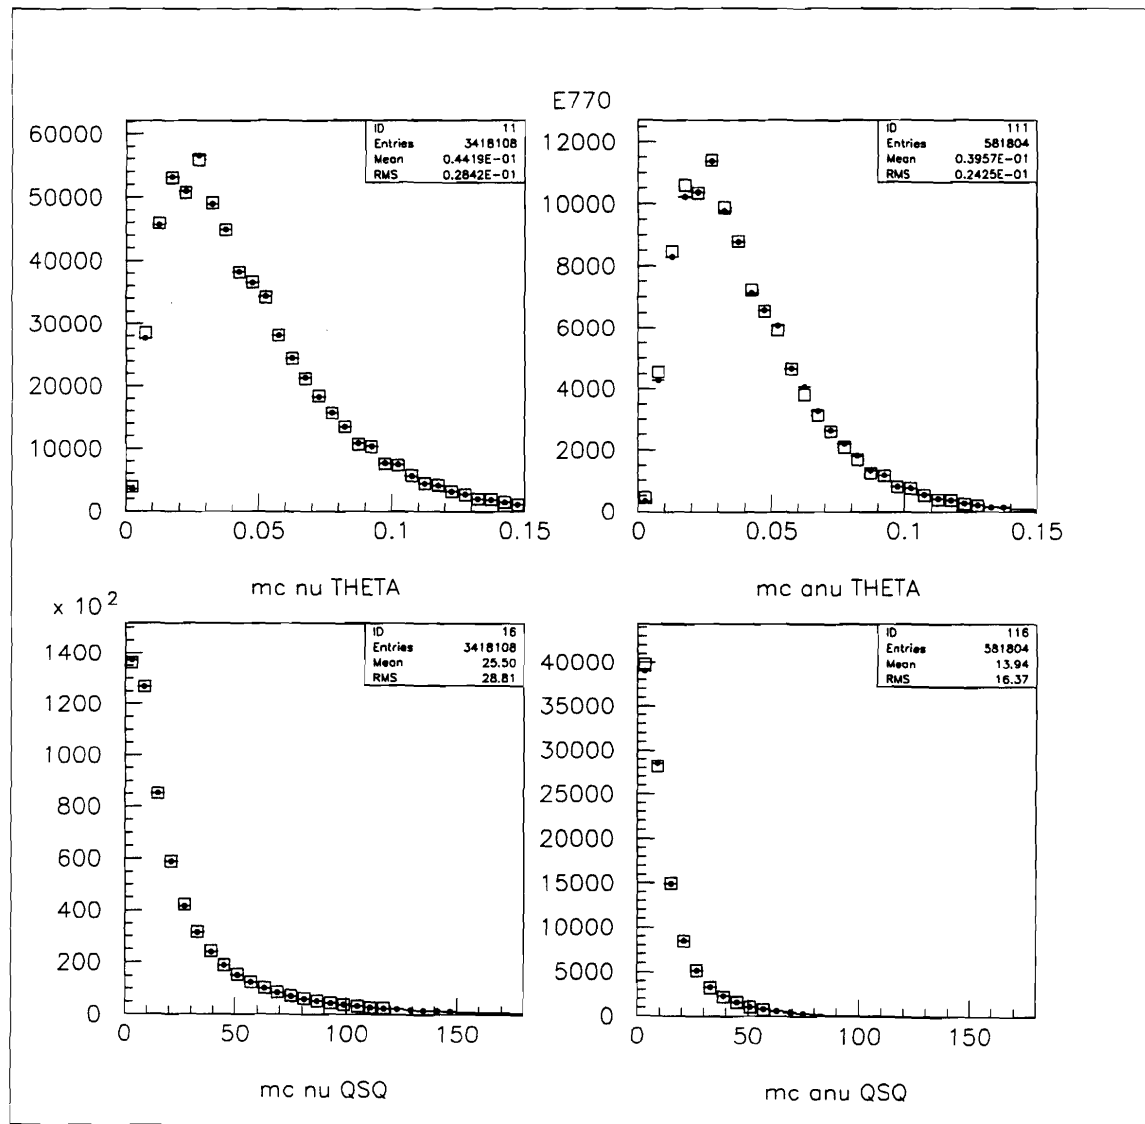 E770
ID 11
Entries 3418108
Mean 0.4419E-01
RMS 0.2842E-01
60000
50000
40000
30000
20000
10000
0
0 0.05 0.1 0.15
mc nu THETA
ID 111
Entries 581804
Mean 0.3957E-01
RMS 0.2425E-01
12000
10000
8000
6000
4000
2000
0
0 0.05 0.1 0.15
mc anu THETA
x 10²
ID 16
Entries 3418108
Mean 25.50
RMS 28.81
1400
1200
1000
800
600
400
200
0
0 50 100 150
mc nu QSQ
ID 116
Entries 581804
Mean 13.94
RMS 16.37
40000
35000
30000
25000
20000
15000
10000
5000
0
0 50 100 150
mc anu QSQ